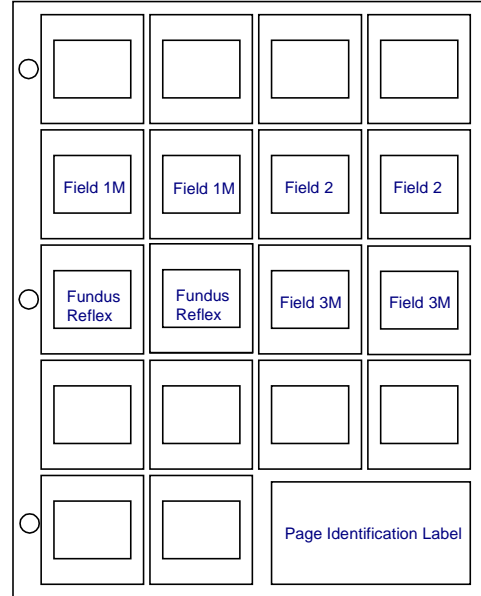 Field 1M
Field 1M
Field 2
Field 2
Fundus
Reflex
Fundus
Reflex
Field 3M
Field 3M
Page Identification Label